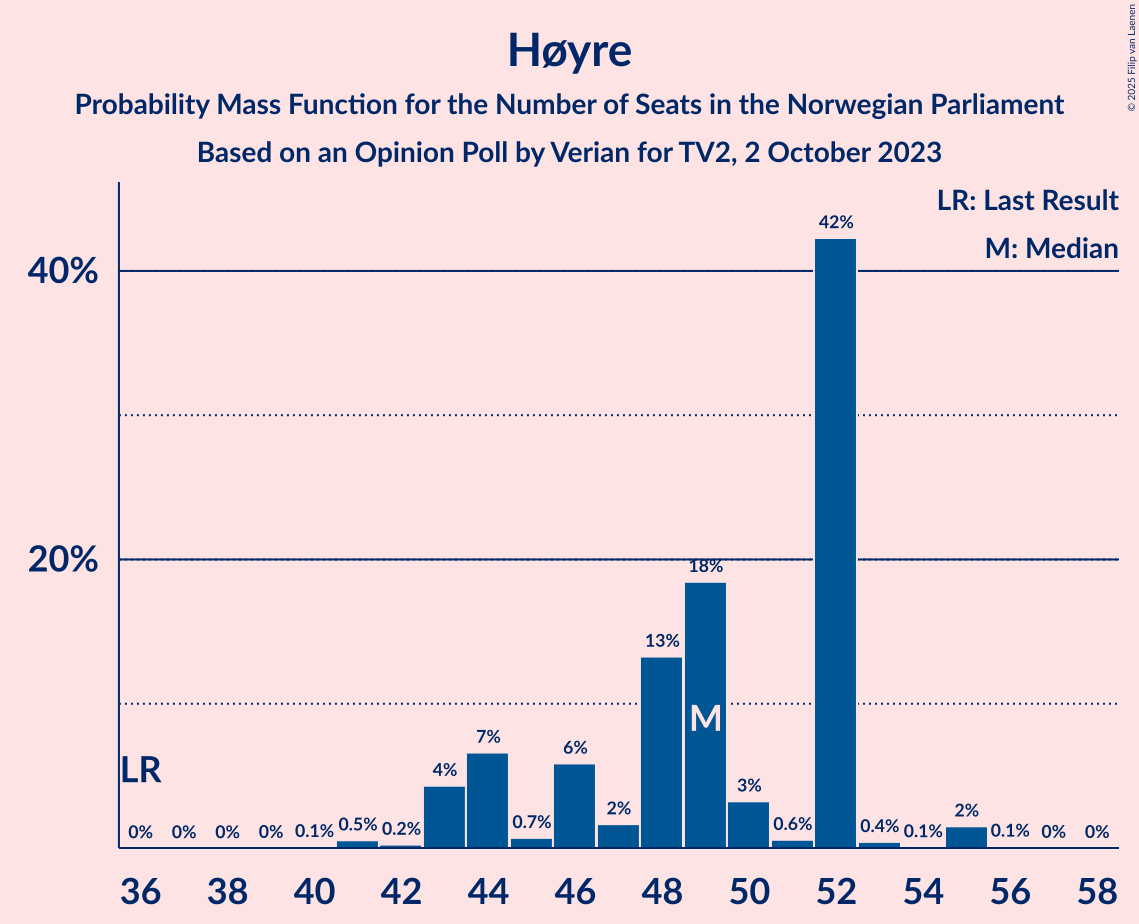 © 2025 Filip van Laenen
Høyre
Probability Mass Function for the Number of Seats in the Norwegian Parliament
Based on an Opinion Poll by Verian for TV2, 2 October 2023
LR: Last Result
M: Median
42%
40%
20%
18%
13%
M
7%
6%
LR
4%
3%
2%
2%
0% 0% 0% 0% 0.1% 0.5% 0.2% 0.7% 0.6% 0.4% 0.1% 0.1% 0% 0%
36 38 40 42 44 46 48 50 52 54 56 58